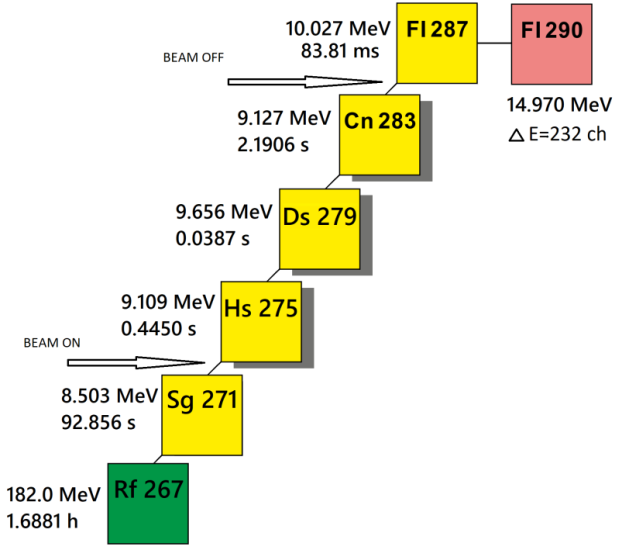 10.027 MeV
83.81 ms
Fl 287
Fl 290
BEAM OFF
14.970 MeV
△ E=232 ch
9.127 MeV
2.1906 s
Cn 283
9.656 MeV
0.0387 s
Ds 279
9.109 MeV
0.4450 s
Hs 275
BEAM ON
8.503 MeV
92.856 s
Sg 271
182.0 MeV
1.6881 h
Rf 267